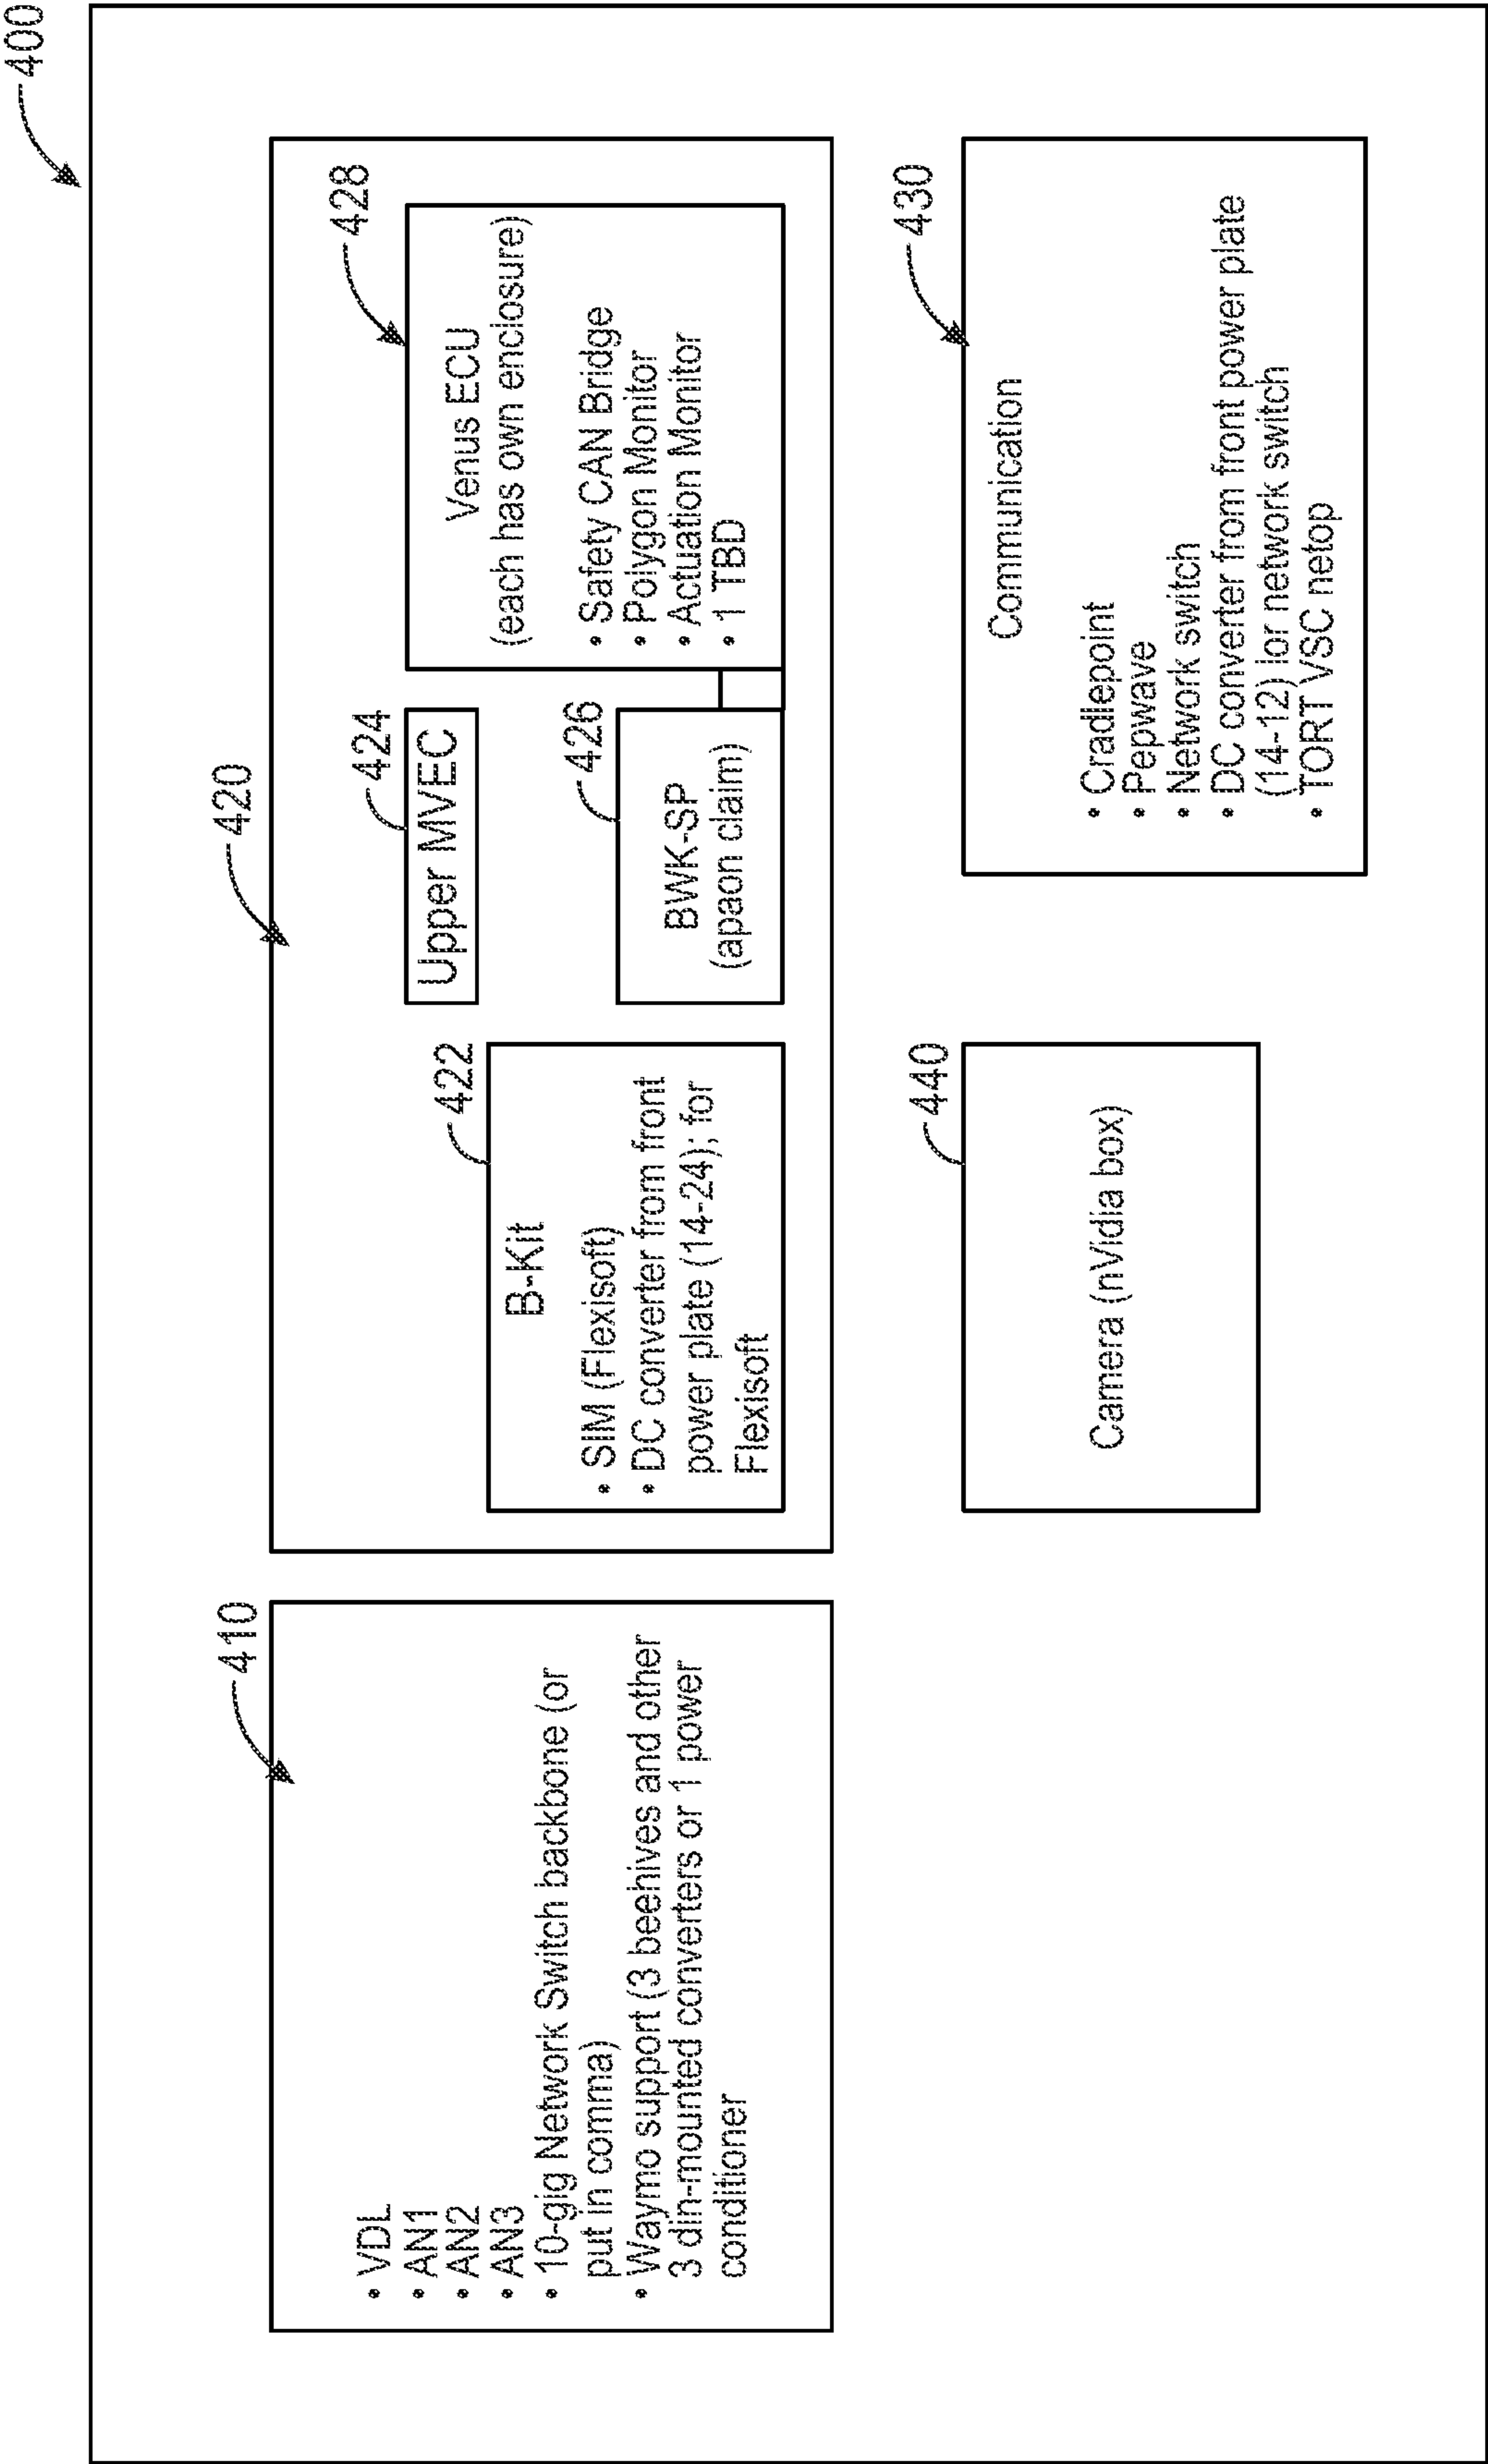 400
410
• VDL
• AN1
• AN2
• AN3
• 10-gig Network Switch backbone (or
put in comma)
• Waymo support (3 beehives and other
3 din-mounted converters or 1 power
conditioner
420
422
B-Kit
• SIM (Flexisoft)
• DC converter from front
power plate (14-24); for
Flexisoft
424
Upper MVEC
426
BWK-SP
(apaon claim)
428
Venus ECU
(each has own enclosure)
• Safety CAN Bridge
• Polygon Monitor
• Actuation Monitor
• 1 TBD
440
Camera (nVidia box)
430
Communication
• Cradlepoint
• Pepwave
• Network switch
• DC converter from front power plate
(14-12) ior network switch
• TORT VSC netop